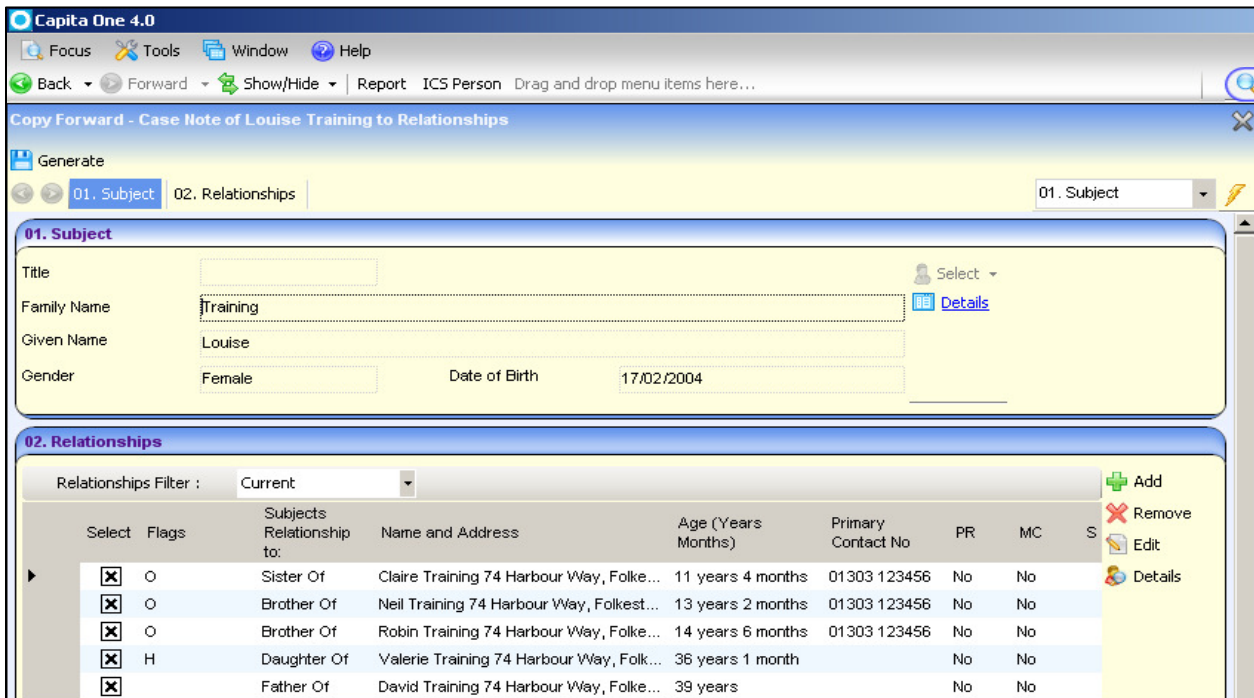 Capita One 4.0
Focus Tools Window Help
Back Forward Show/Hide Report ICS Person Drag and drop menu items here...
Copy Forward - Case Note of Louise Training to Relationships
Generate
01. Subject 02. Relationships 01. Subject
01. Subject
Title Select
Family Name Training Details
Given Name Louise
Gender Female Date of Birth 17/02/2004
02. Relationships
Relationships Filter : Current Add
Remove
Edit
Details
Select Flags Subjects Relationship to: Name and Address Age (Years Months) Primary Contact No PR MC S
O Sister Of Claire Training 74 Harbour Way, Folke... 11 years 4 months 01303 123456 No No
O Brother Of Neil Training 74 Harbour Way, Folkest... 13 years 2 months 01303 123456 No No
O Brother Of Robin Training 74 Harbour Way, Folke... 14 years 6 months 01303 123456 No No
H Daughter Of Valerie Training 74 Harbour Way, Folk... 36 years 1 month No No
Father Of David Training 74 Harbour Way, Folke... 39 years No No